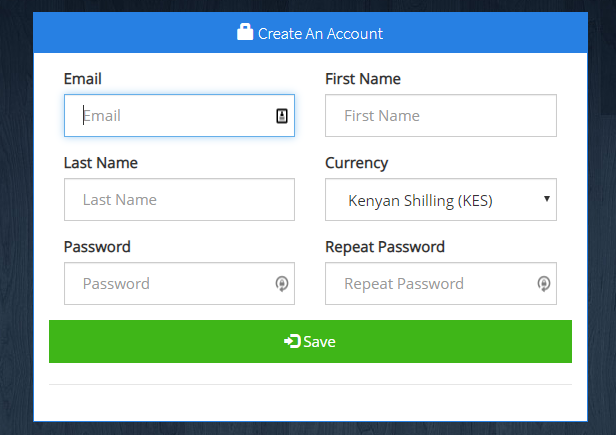 Create An Account
Email First Name
Email First Name
Last Name Currency
Last Name Kenyan Shilling (KES)
Password Repeat Password
Password Repeat Password
Save